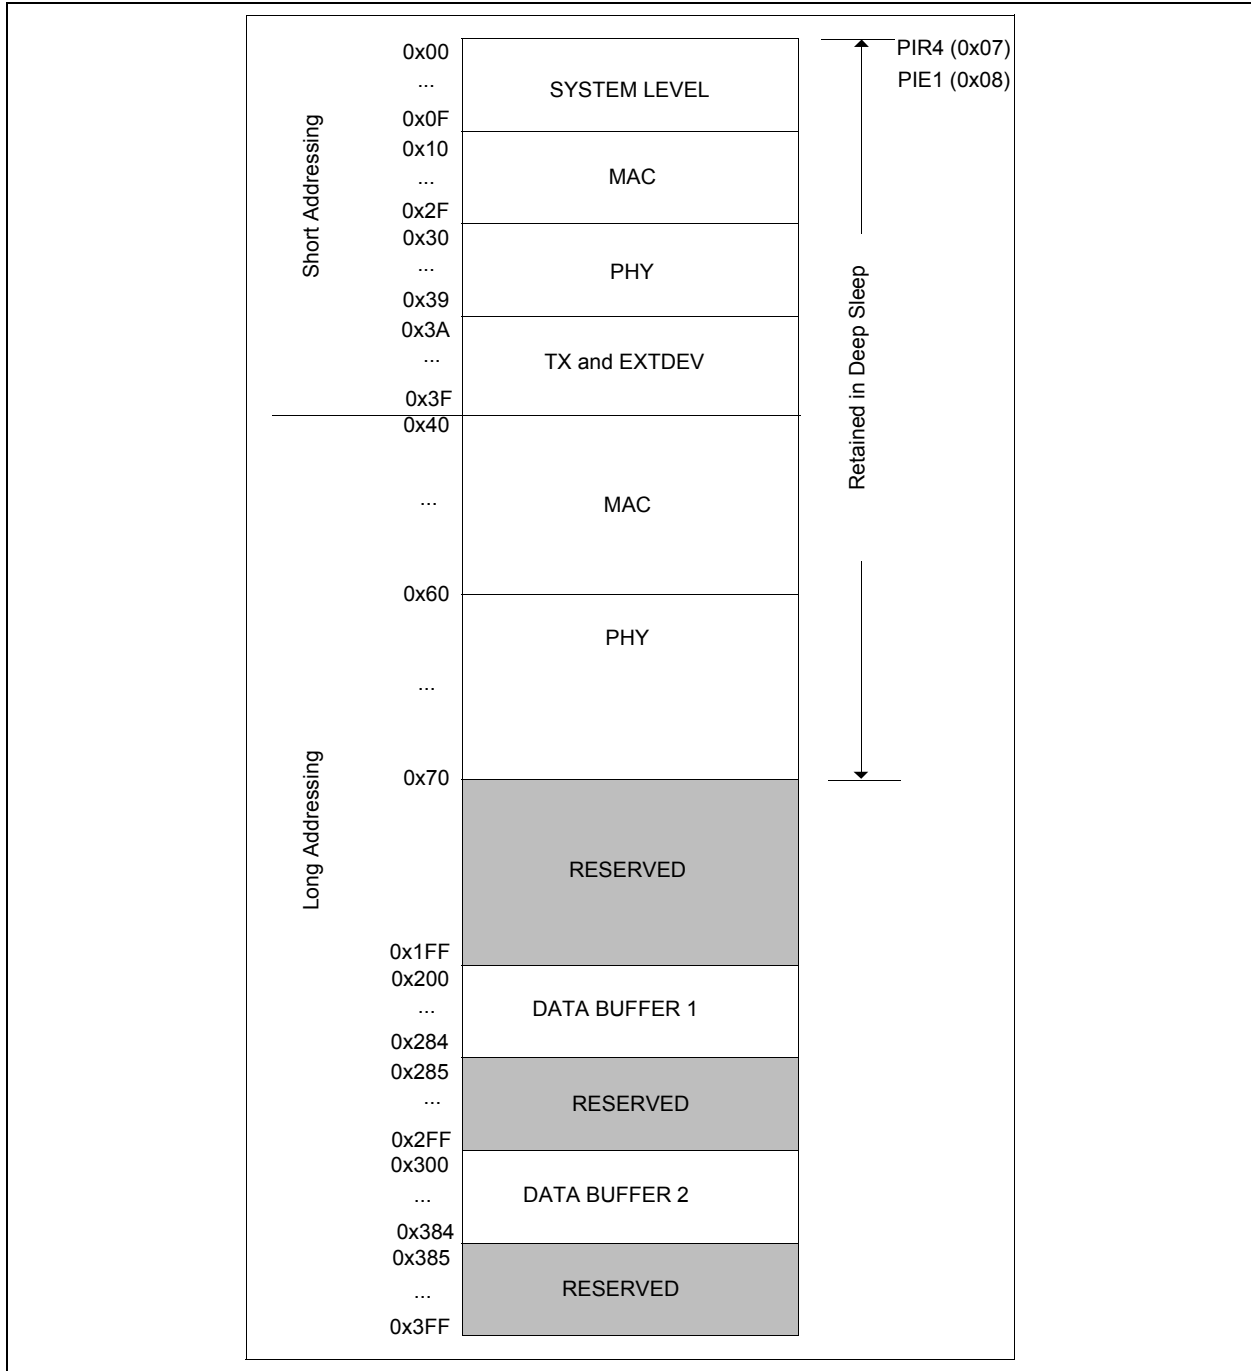 0x00
PIR4 (0x07)
...
SYSTEM LEVEL
PIE1 (0x08)
0x0F
0x10
...
MAC
0x2F
0x30
...
PHY
0x39
0x3A
...
TX and EXTDEV
0x3F
Short Addressing
Retained in Deep Sleep
0x40
...
MAC
0x60
PHY
...
0x70
Long Addressing
RESERVED
0x1FF
0x200
...
DATA BUFFER 1
0x284
0x285
...
RESERVED
0x2FF
0x300
...
DATA BUFFER 2
0x384
0x385
...
RESERVED
0x3FF